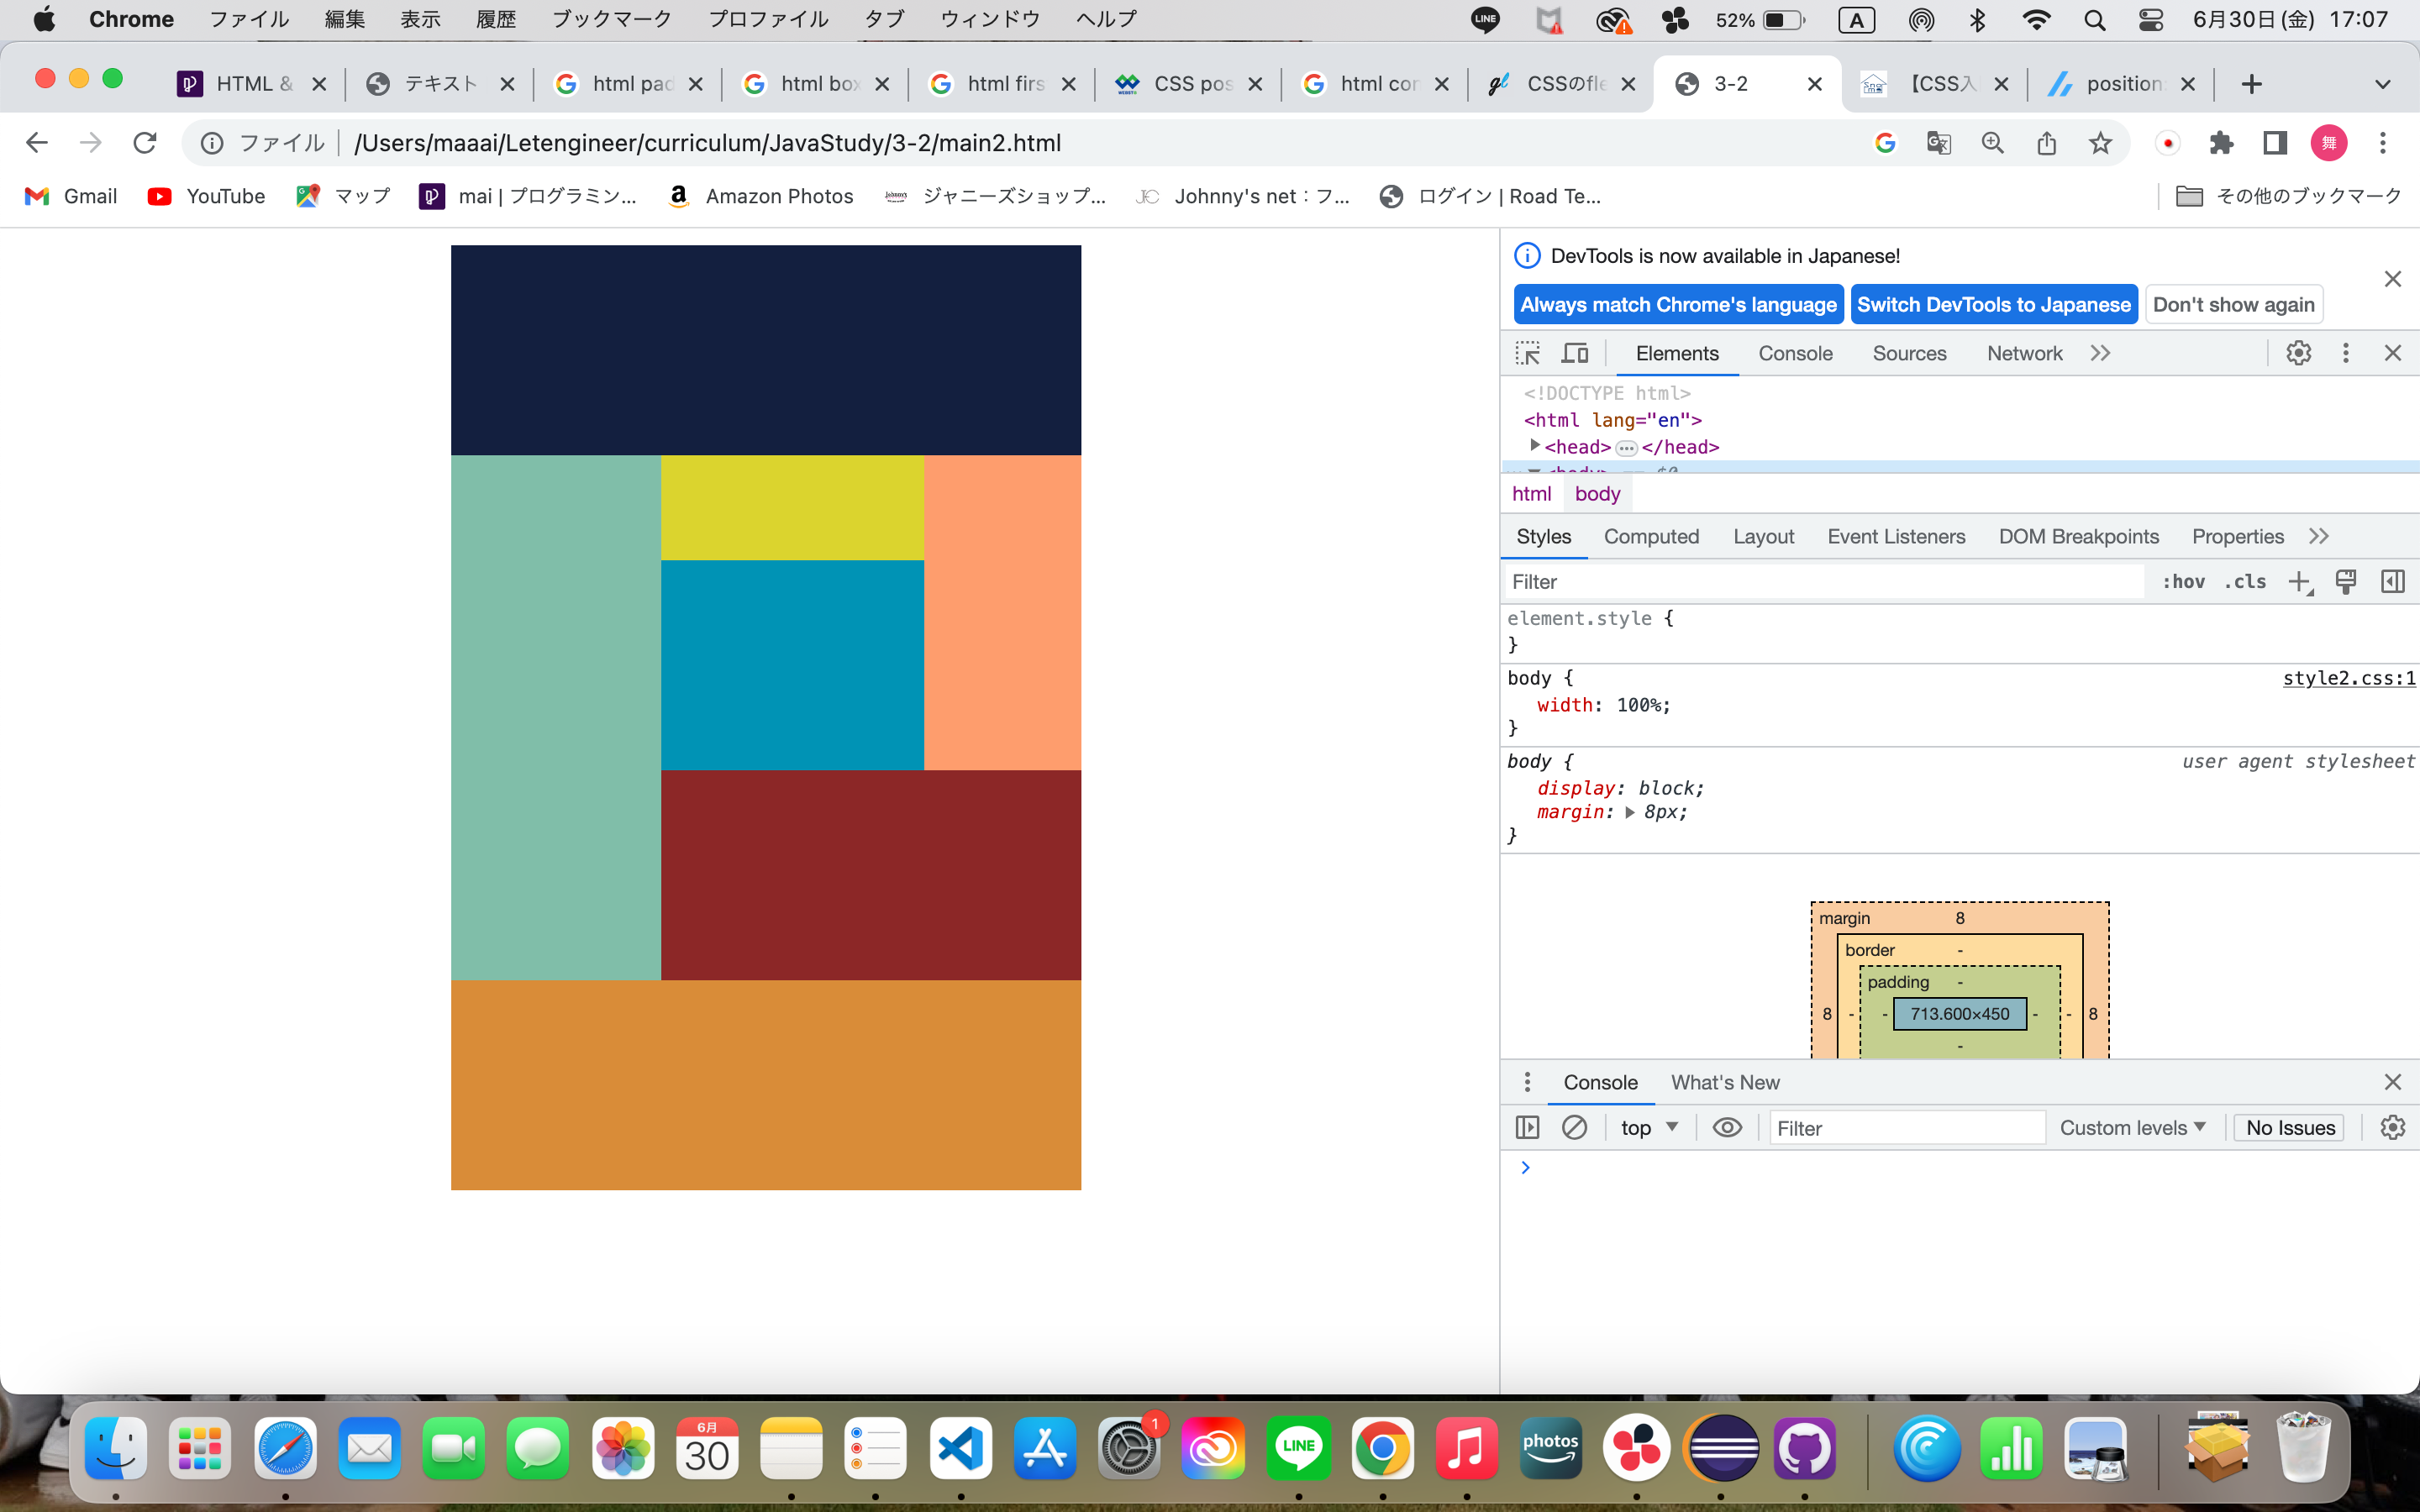 Chrome ファイル 編集 表示 履歴 ブックマーク プロファイル タブ ウィンドウ ヘルプ LINE 52% A 6月30日(金) 17:07
HTML & テキスト html pad html box html firs CSS pos html con CSSのfle 3-2 【CSS入 position:
ファイル /Users/maaai/Letengineer/curriculum/JavaStudy/3-2/main2.html 舞
Gmail YouTube マップ mai | プログラミン... Amazon Photos ジャニーズショップ... Johnny's net：フ... ログイン | Road Te... その他のブックマーク
DevTools is now available in Japanese!
Always match Chrome's language Switch DevTools to Japanese Don't show again
Elements Console Sources Network
<!DOCTYPE html>
<html lang="en">
<head> ... </head>
<body> == $0
html body
Styles Computed Layout Event Listeners DOM Breakpoints Properties
Filter :hov .cls
element.style {
}
body { style2.css:1
width: 100%;
}
body { user agent stylesheet
display: block;
margin: 8px;
}
margin 8
border -
padding -
8 - - 713.600×450 - - 8
-
Console What's New
top Filter Custom levels No Issues
6月
30
1
LINE
photos